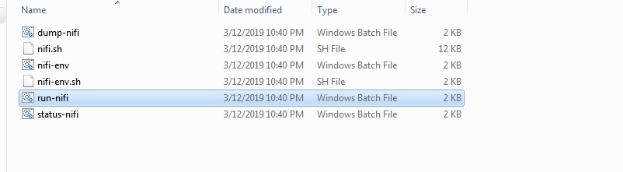 Name Date modified Type Size
dump-nifi 3/12/2019 10:40 PM Windows Batch File 2 KB
nifi.sh 3/12/2019 10:40 PM SH File 12 KB
nifi-env 3/12/2019 10:40 PM Windows Batch File 2 KB
nifi-env.sh 3/12/2019 10:40 PM SH File 2 KB
run-nifi 3/12/2019 10:40 PM Windows Batch File 2 KB
status-nifi 3/12/2019 10:40 PM Windows Batch File 2 KB